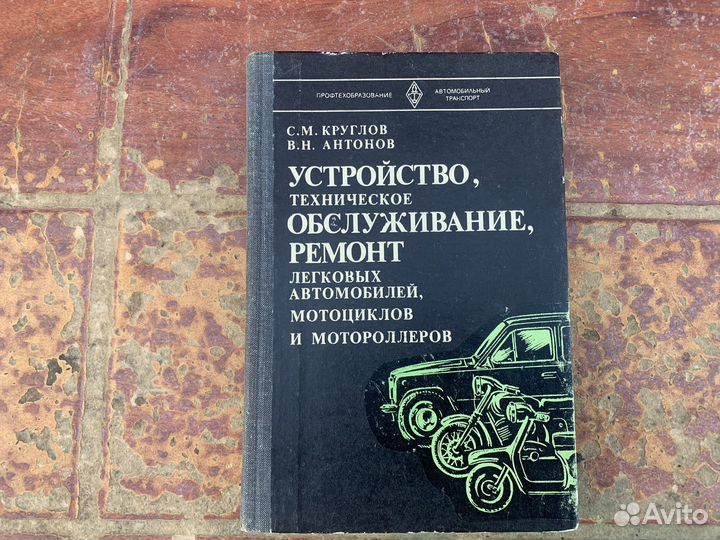 ПРОФТЕХОБРАЗОВАНИЕ
АВТОМОБИЛЬНЫЙ
ТРАНСПОРТ
С.М. КРУГЛОВ
В.Н. АНТОНОВ
УСТРОЙСТВО,
ТЕХНИЧЕСКОЕ
ОБСЛУЖИВАНИЕ,
РЕМОНТ
ЛЕГКОВЫХ
АВТОМОБИЛЕЙ,
МОТОЦИКЛОВ
И МОТОРОЛЛЕРОВ
Avito